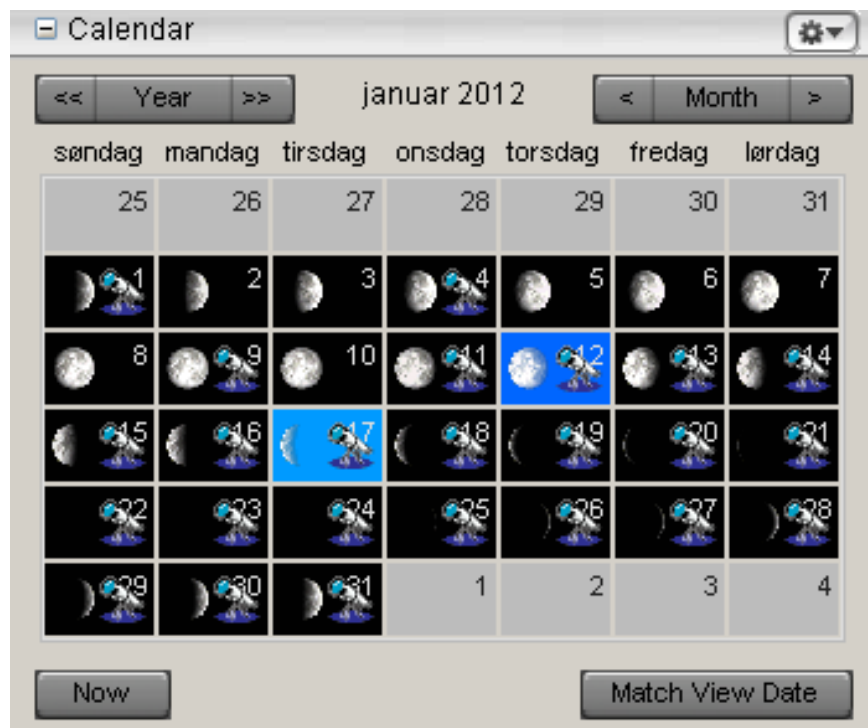 Calendar
<< Year >> januar 2012 < Month >
søndag mandag tirsdag onsdag torsdag fredag lørdag
25 26 27 28 29 30 31
1 2 3 4 5 6 7
8 9 10 11 12 13 14
15 16 17 18 19 20 21
22 23 24 25 26 27 28
29 30 31 1 2 3 4
Now Match View Date